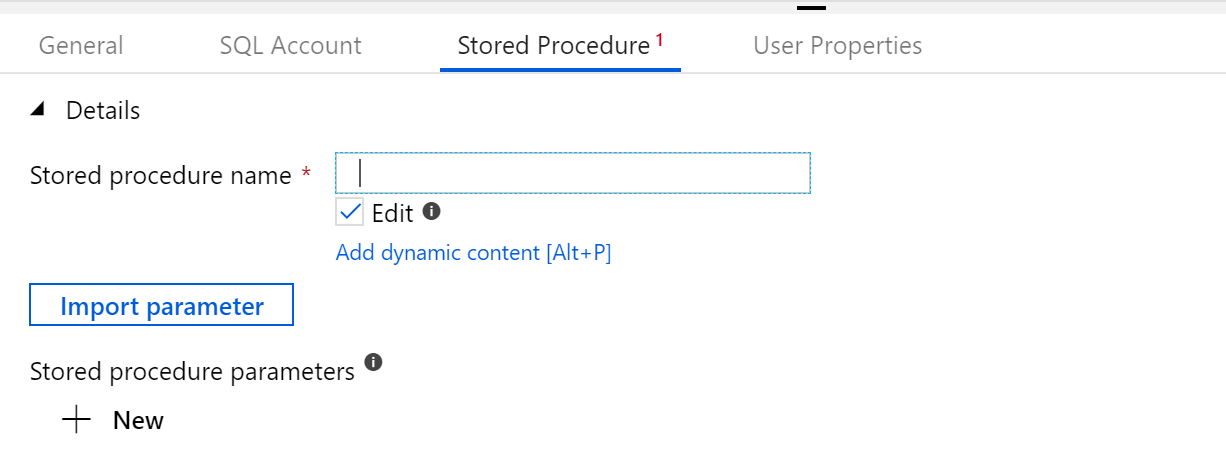 General SQL Account Stored Procedure 1 User Properties
Details
Stored procedure name *
Edit
Add dynamic content [Alt+P]
Import parameter
Stored procedure parameters
New